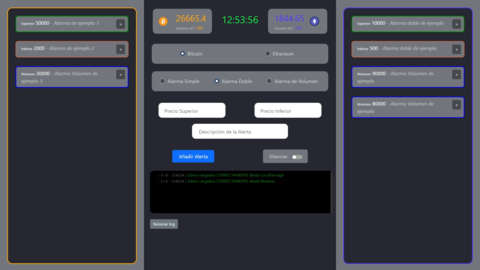 Superior 10000 - Alarma de ejemplo 1
Inferior 2000 - Alarma de ejemplo 2
Volumen 30000 - Alarma Volumen de
ejemplo 3
26665.4
12:53:56
1844.65
Bitcoin
Ethereum
Alarma Simple
Alarma Doble
Alarma de Volumen
Precio Superior
Precio Inferior
Descripción de la Alerta
Añadir Alerta
Silenciar
Datos cargados CORRECTAMENTE desde LocalStorage
Datos cargados CORRECTAMENTE desde Binance
Reiniciar log
Superior 10000 - Alarma doble de ejemplo
Inferior 500 - Alarma doble de ejemplo
Volumen 90000 - Alarma Volumen de
ejemplo
Volumen 80000 - Alarma Volumen de
ejemplo